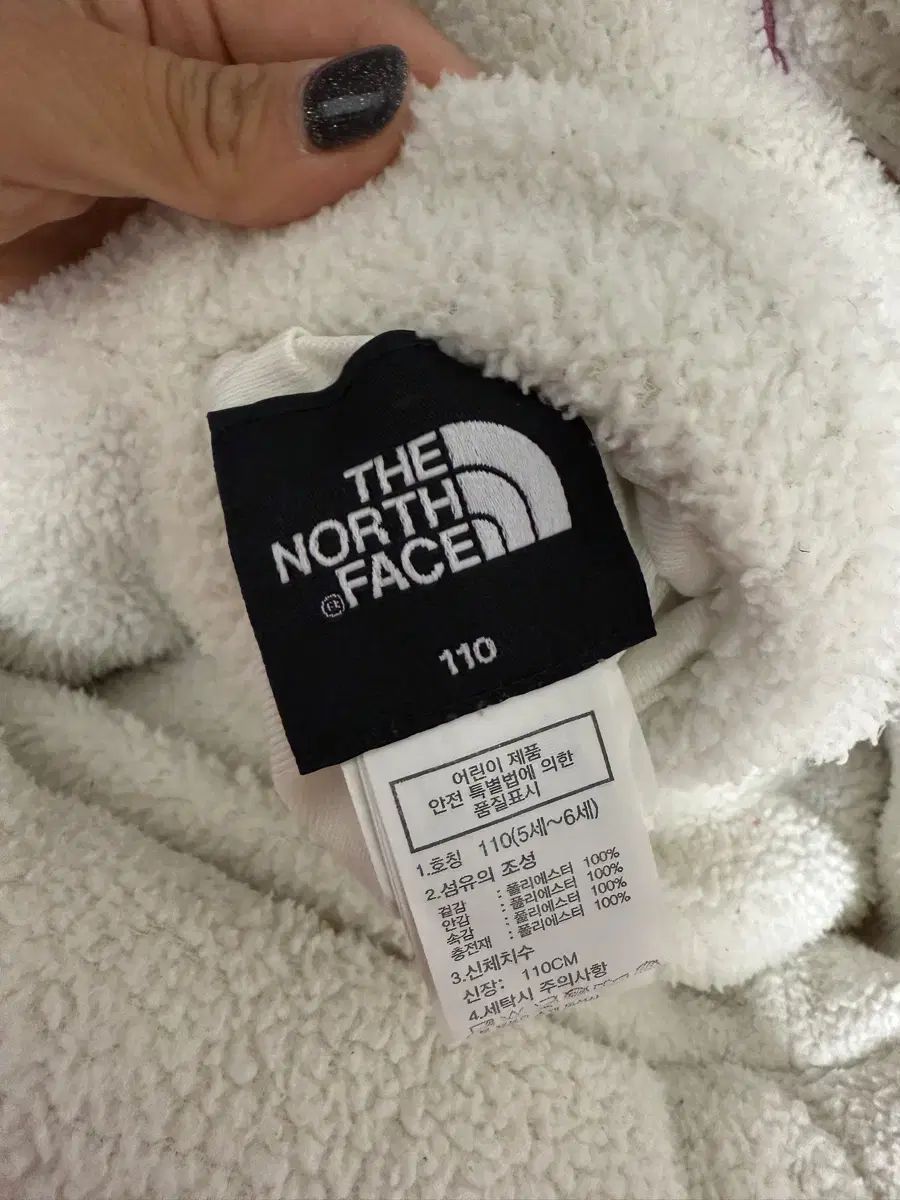 THE
NORTH
FACE
110
어린이 제품
안전 특별법에 의한
품질표시
1.호칭 110(5세~6세)
2.섬유의 조성
겉감 : 폴리에스터 100%
안감 : 폴리에스터 100%
속감 : 폴리에스터 100%
충전재 : 폴리에스터 100%
3.신체치수
신장: 110CM
4.세탁시 주의사항